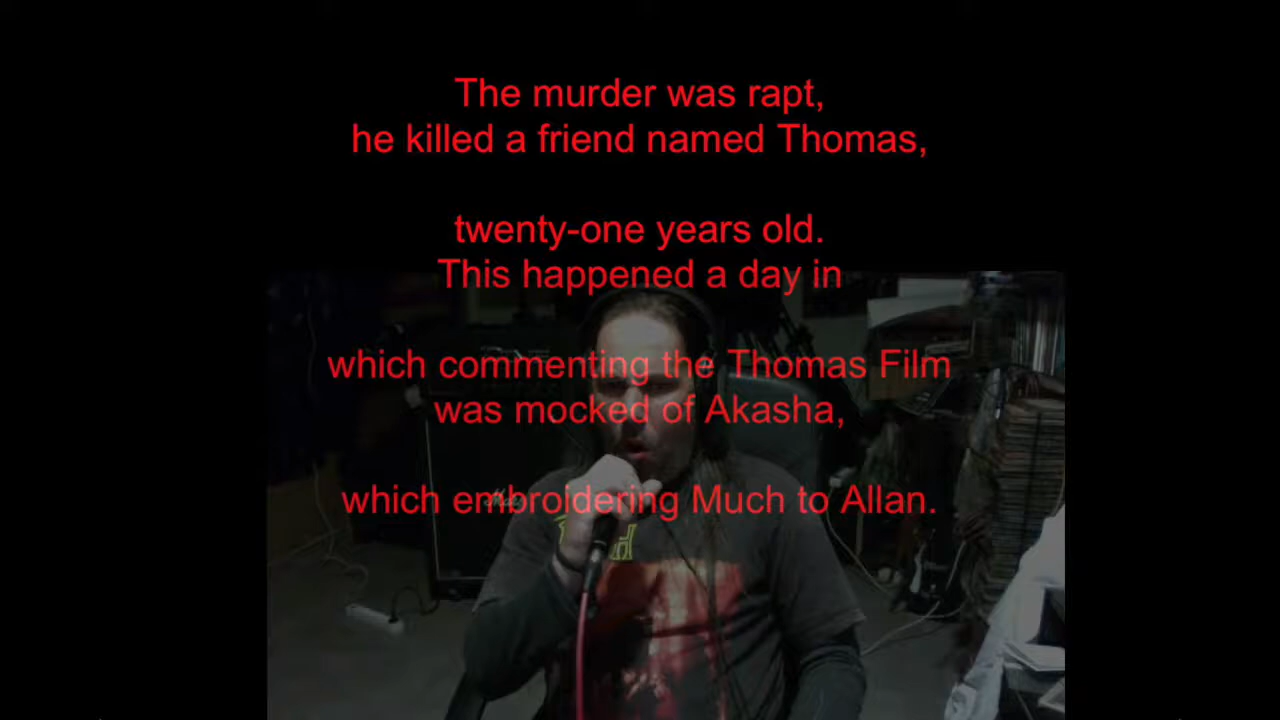 The murder was rapt,
he killed a friend named Thomas,
twenty-one years old.
This happened a day in
which commenting the Thomas Film
was mocked of Akasha,
which embroidering Much to Allan.